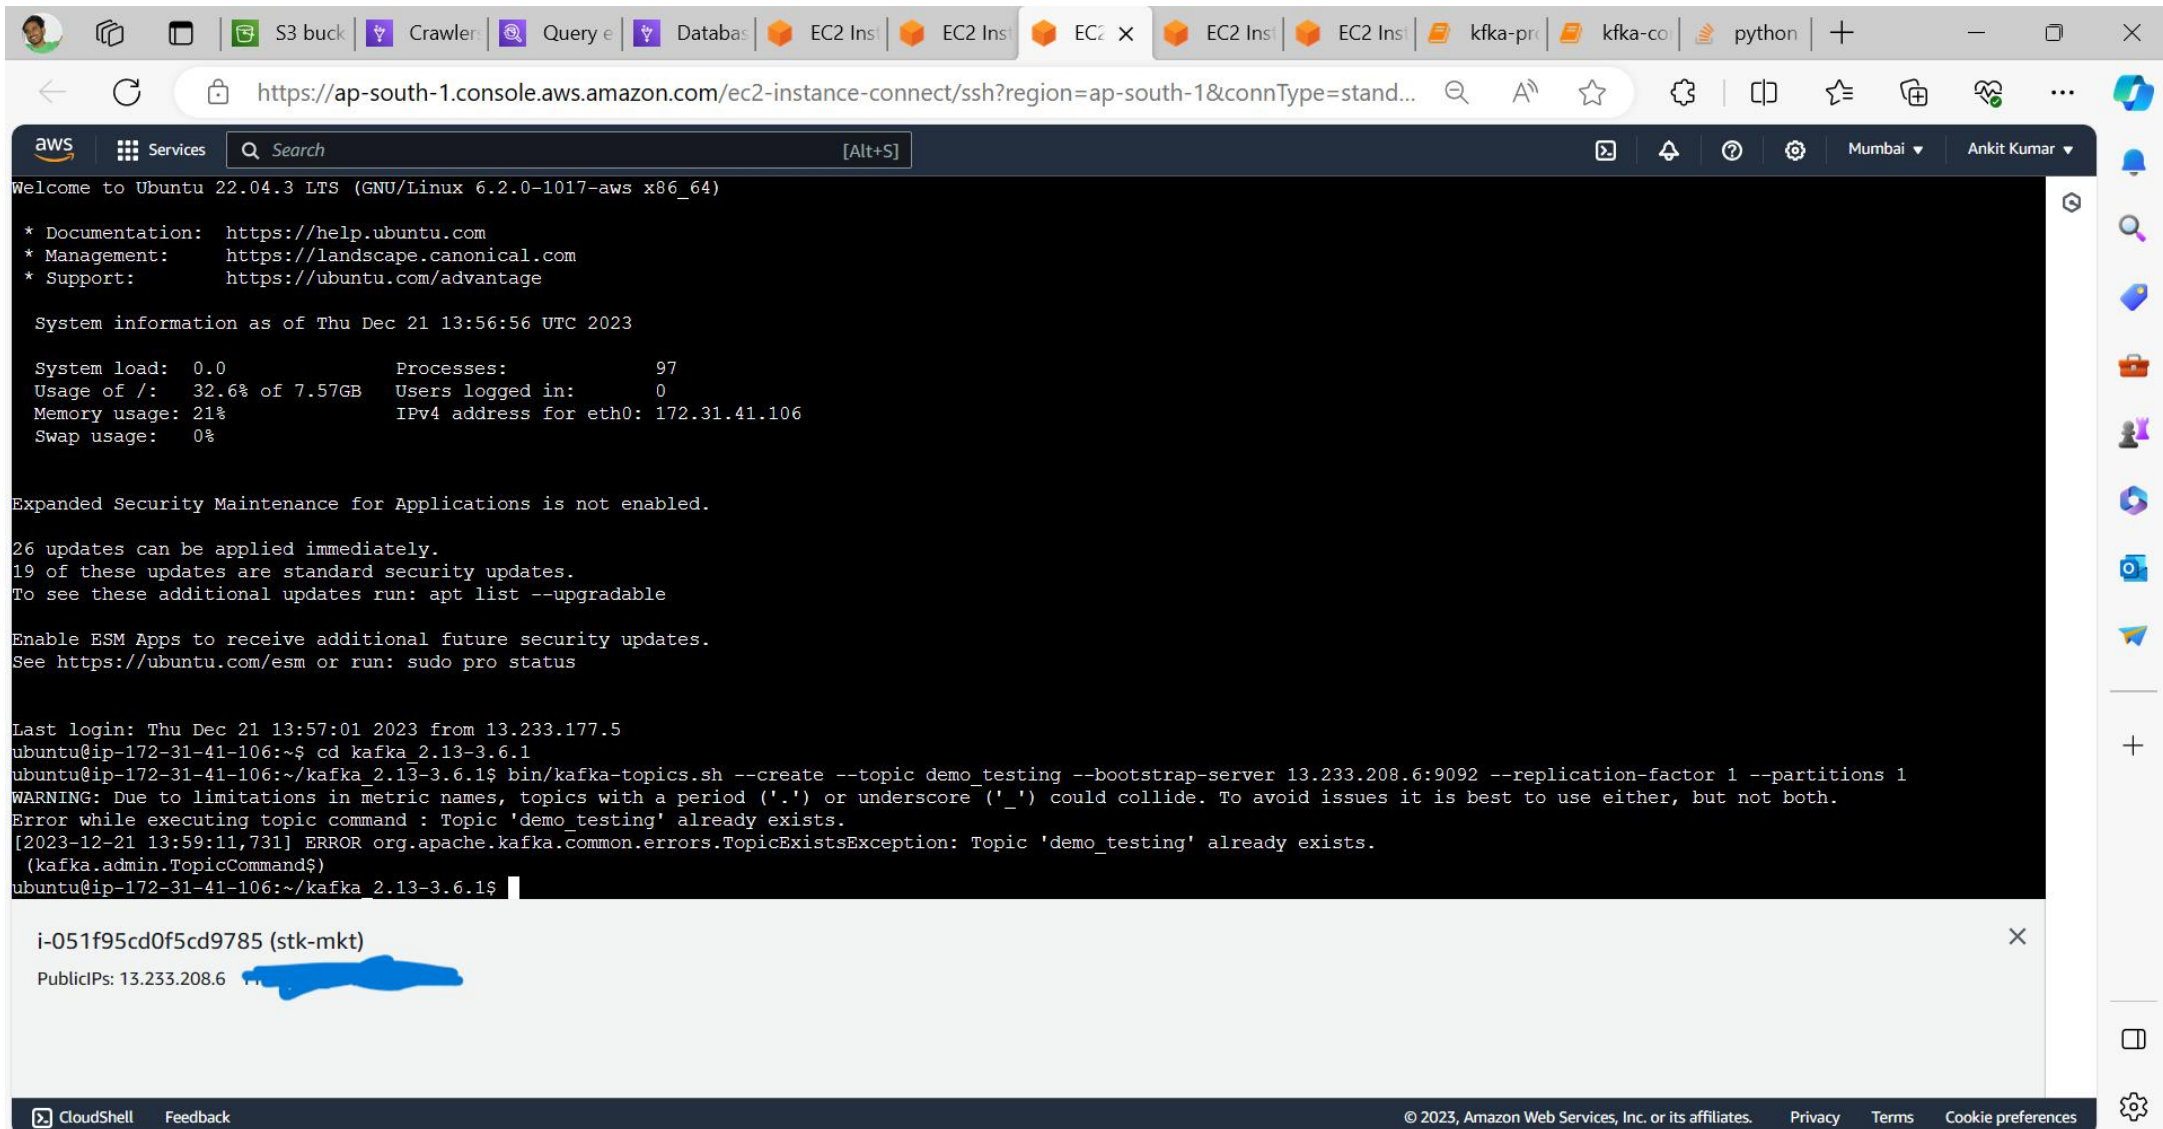 S3 buck Crawler Query e Databas EC2 Inst EC2 Inst EC2 EC2 Inst EC2 Inst kfka-pro kfka-co python
https://ap-south-1.console.aws.amazon.com/ec2-instance-connect/ssh?region=ap-south-1&connType=stand...
aws Services Search [Alt+S] Mumbai Ankit Kumar
Welcome to Ubuntu 22.04.3 LTS (GNU/Linux 6.2.0-1017-aws x86_64)
* Documentation: https://help.ubuntu.com
* Management: https://landscape.canonical.com
* Support: https://ubuntu.com/advantage
System information as of Thu Dec 21 13:56:56 UTC 2023
System load: 0.0 Processes: 97
Usage of /: 32.6% of 7.57GB Users logged in: 0
Memory usage: 21% IPv4 address for eth0: 172.31.41.106
Swap usage: 0%
Expanded Security Maintenance for Applications is not enabled.
26 updates can be applied immediately.
19 of these updates are standard security updates.
To see these additional updates run: apt list --upgradable
Enable ESM Apps to receive additional future security updates.
See https://ubuntu.com/esm or run: sudo pro status
Last login: Thu Dec 21 13:57:01 2023 from 13.233.177.5
ubuntu@ip-172-31-41-106:~$ cd kafka_2.13-3.6.1
ubuntu@ip-172-31-41-106:~/kafka_2.13-3.6.1$ bin/kafka-topics.sh --create --topic demo_testing --bootstrap-server 13.233.208.6:9092 --replication-factor 1 --partitions 1
WARNING: Due to limitations in metric names, topics with a period ('.') or underscore ('_') could collide. To avoid issues it is best to use either, but not both.
Error while executing topic command : Topic 'demo_testing' already exists.
[2023-12-21 13:59:11,731] ERROR org.apache.kafka.common.errors.TopicExistsException: Topic 'demo_testing' already exists.
(kafka.admin.TopicCommand$)
ubuntu@ip-172-31-41-106:~/kafka_2.13-3.6.1$
i-051f95cd0f5cd9785 (stk-mkt)
PublicIPs: 13.233.208.6
CloudShell Feedback © 2023, Amazon Web Services, Inc. or its affiliates. Privacy Terms Cookie preferences